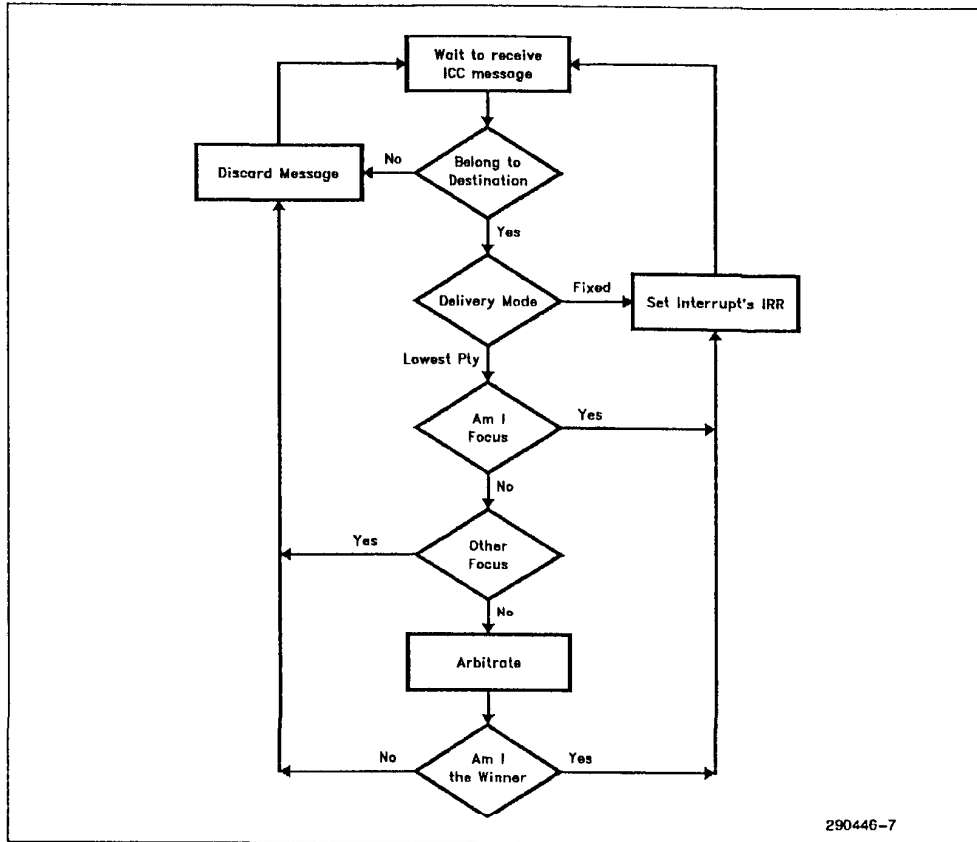 Wait to receive
ICC message
No
Belong to
Destination
Discard Message
Yes
Delivery Mode
Fixed
Set Interrupt's IRR
Lowest Pty
Am I
Focus
Yes
No
Other
Focus
Yes
No
Arbitrate
No
Am I
the Winner
Yes
290446-7